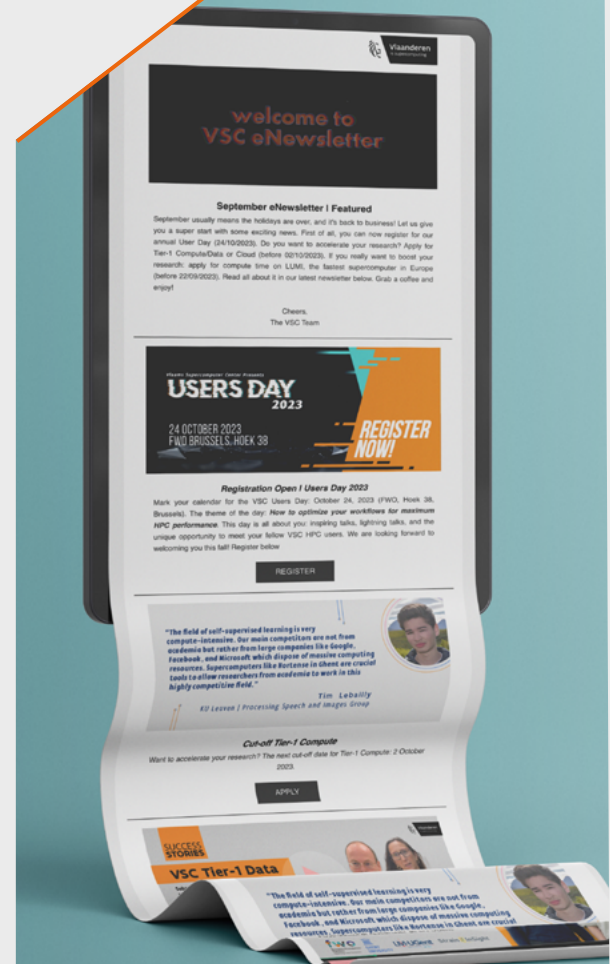 Vlaanderen
is supercomputing
welcome to
VSC eNewsletter
September eNewsletter | Featured
September usually means the holidays are over, and it's back to business! Let us give
you a super start with some exciting news. First of all, you can now register for our
annual User Day (24/10/2023). Do you want to accelerate your research? Apply for
Tier-1 Compute/Data or Cloud (before 02/10/2023). If you really want to boost your
research: apply for compute time on LUMI, the fastest supercomputer in Europe
(before 22/09/2023). Read all about it in our latest newsletter below. Grab a coffee and
enjoy!
Cheers,
The VSC Team
Vlaams Supercomputer Center Presents
USERS DAY
2023
24 OCTOBER 2023
FWO BRUSSELS, HOEK 38
REGISTER
NOW!
Registration Open | Users Day 2023
Mark your calendar for the VSC Users Day: October 24, 2023 (FWO, Hoek 38,
Brussels). The theme of the day: How to optimize your workflows for maximum
HPC performance. This day is all about you: inspiring talks, lightning talks, and the
unique opportunity to meet your fellow VSC HPC users. We are looking forward to
welcoming you this fall! Register below
REGISTER
"The field of self-supervised learning is very
compute-intensive. Our main competitors are not from
academia but rather from large companies like Google,
Facebook, and Microsoft which dispose of massive computing
resources. Supercomputers like Hortense in Ghent are crucial
tools to allow researchers from academia to work in this
highly competitive field."
Tim Lebailly
KU Leuven | Processing Speech and Images Group
Cut-off Tier-1 Compute
Want to accelerate your research? The next cut-off date for Tier-1 Compute: 2 October
2023.
APPLY
SUCCESS
STORIES
VSC Tier-1 Data
"The field of self-supervised learning is very
compute-intensive. Our main competitors are not from
academia but rather from large companies like Google,
Facebook, and Microsoft which dispose of massive computing
resources. Supercomputers like Hortense in Ghent are crucial
fwo